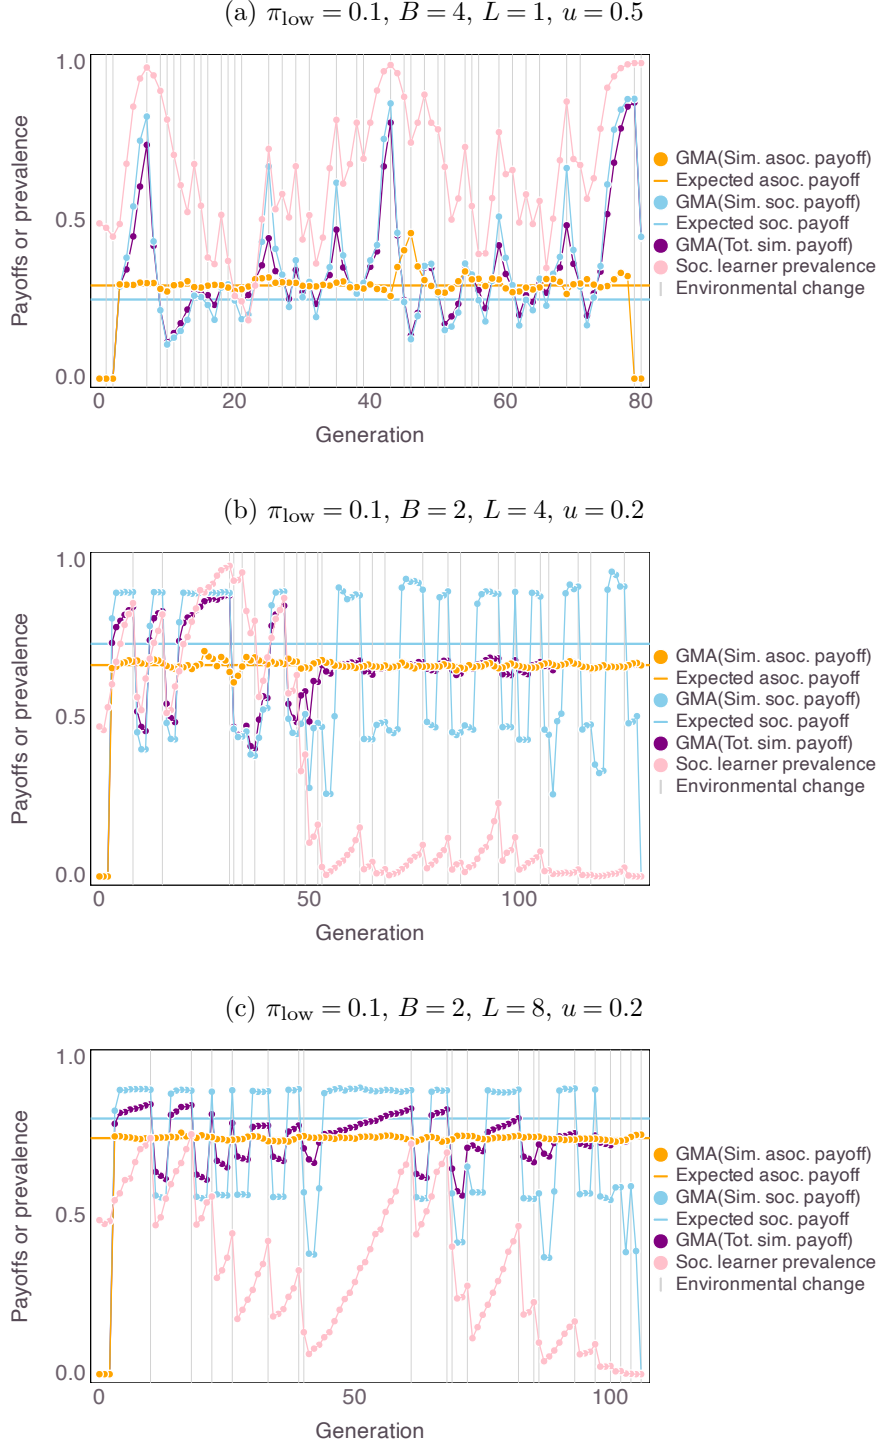 (a) π_low = 0.1, B = 4, L = 1, u = 0.5
1.0
0.5
0.0
Payoffs or prevalence
0 20 40 60 80
Generation
GMA(Sim. asoc. payoff)
Expected asoc. payoff
GMA(Sim. soc. payoff)
Expected soc. payoff
GMA(Tot. sim. payoff)
Soc. learner prevalence
Environmental change
(b) π_low = 0.1, B = 2, L = 4, u = 0.2
1.0
0.5
0.0
Payoffs or prevalence
0 50 100
Generation
GMA(Sim. asoc. payoff)
Expected asoc. payoff
GMA(Sim. soc. payoff)
Expected soc. payoff
GMA(Tot. sim. payoff)
Soc. learner prevalence
Environmental change
(c) π_low = 0.1, B = 2, L = 8, u = 0.2
1.0
0.5
0.0
Payoffs or prevalence
0 50 100
Generation
GMA(Sim. asoc. payoff)
Expected asoc. payoff
GMA(Sim. soc. payoff)
Expected soc. payoff
GMA(Tot. sim. payoff)
Soc. learner prevalence
Environmental change